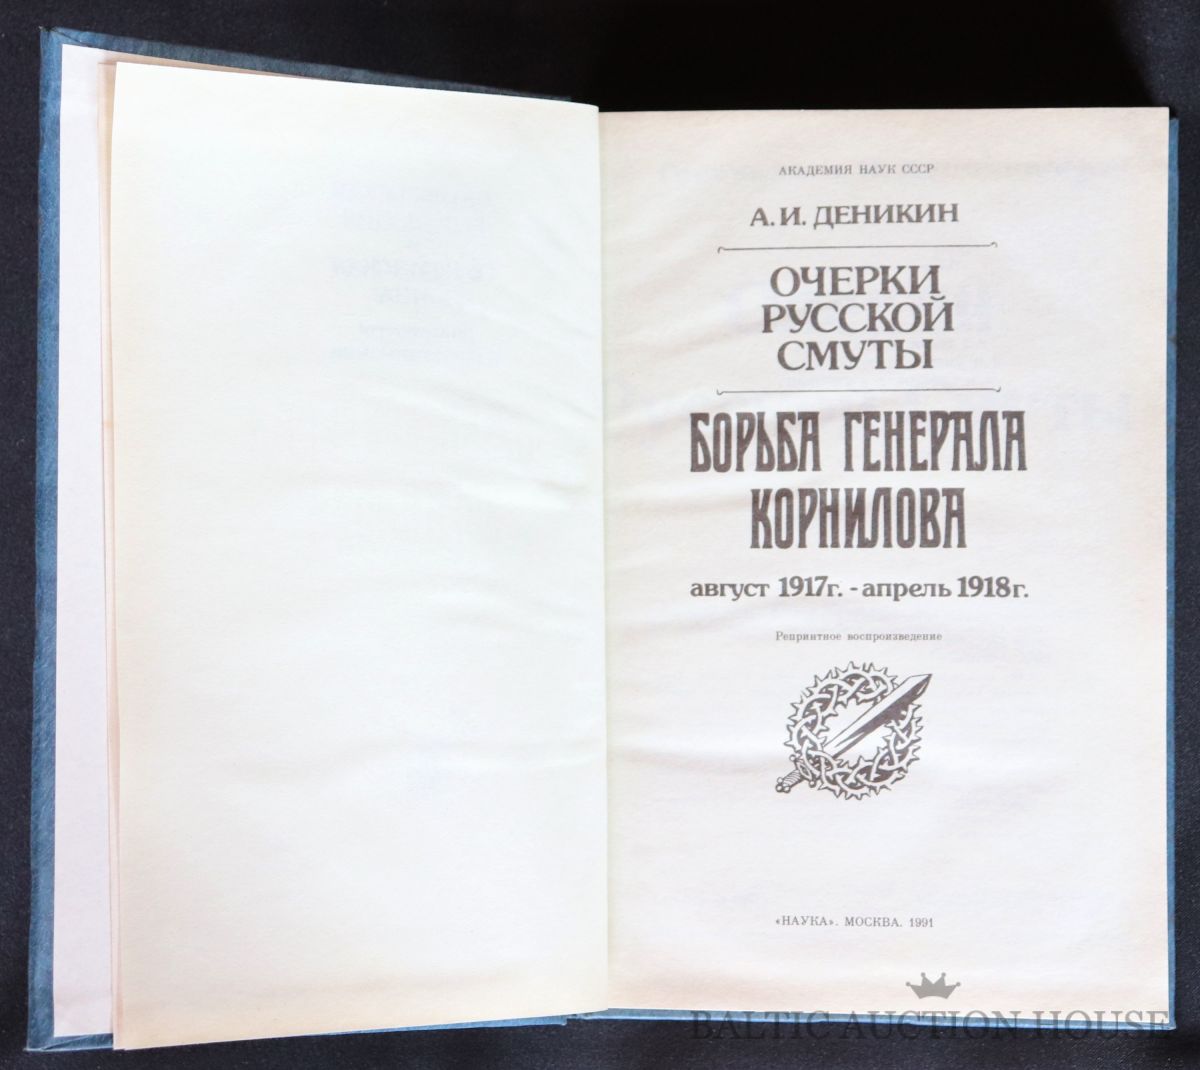 АКАДЕМИЯ НАУК СССР
А. И. ДЕНИКИН
ОЧЕРКИ
РУССКОЙ
СМУТЫ
БОРЬБА ГЕНЕРАЛА
КОРНИЛОВА
август 1917г. - апрель 1918г.
Репринтное воспроизведение
«НАУКА». МОСКВА. 1991
BALTIC AUCTION HOUSE